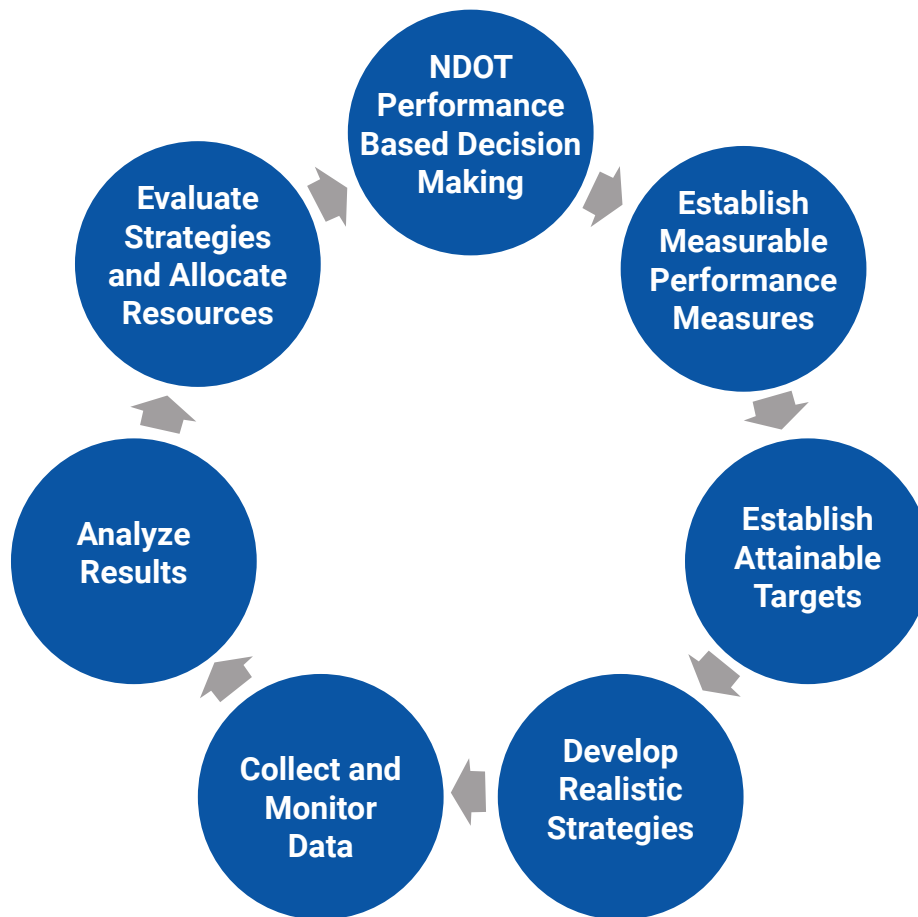 NDOT
Performance
Based Decision
Making
Establish
Measurable
Performance
Measures
Establish
Attainable
Targets
Develop
Realistic
Strategies
Collect and
Monitor
Data
Analyze
Results
Evaluate
Strategies
and Allocate
Resources